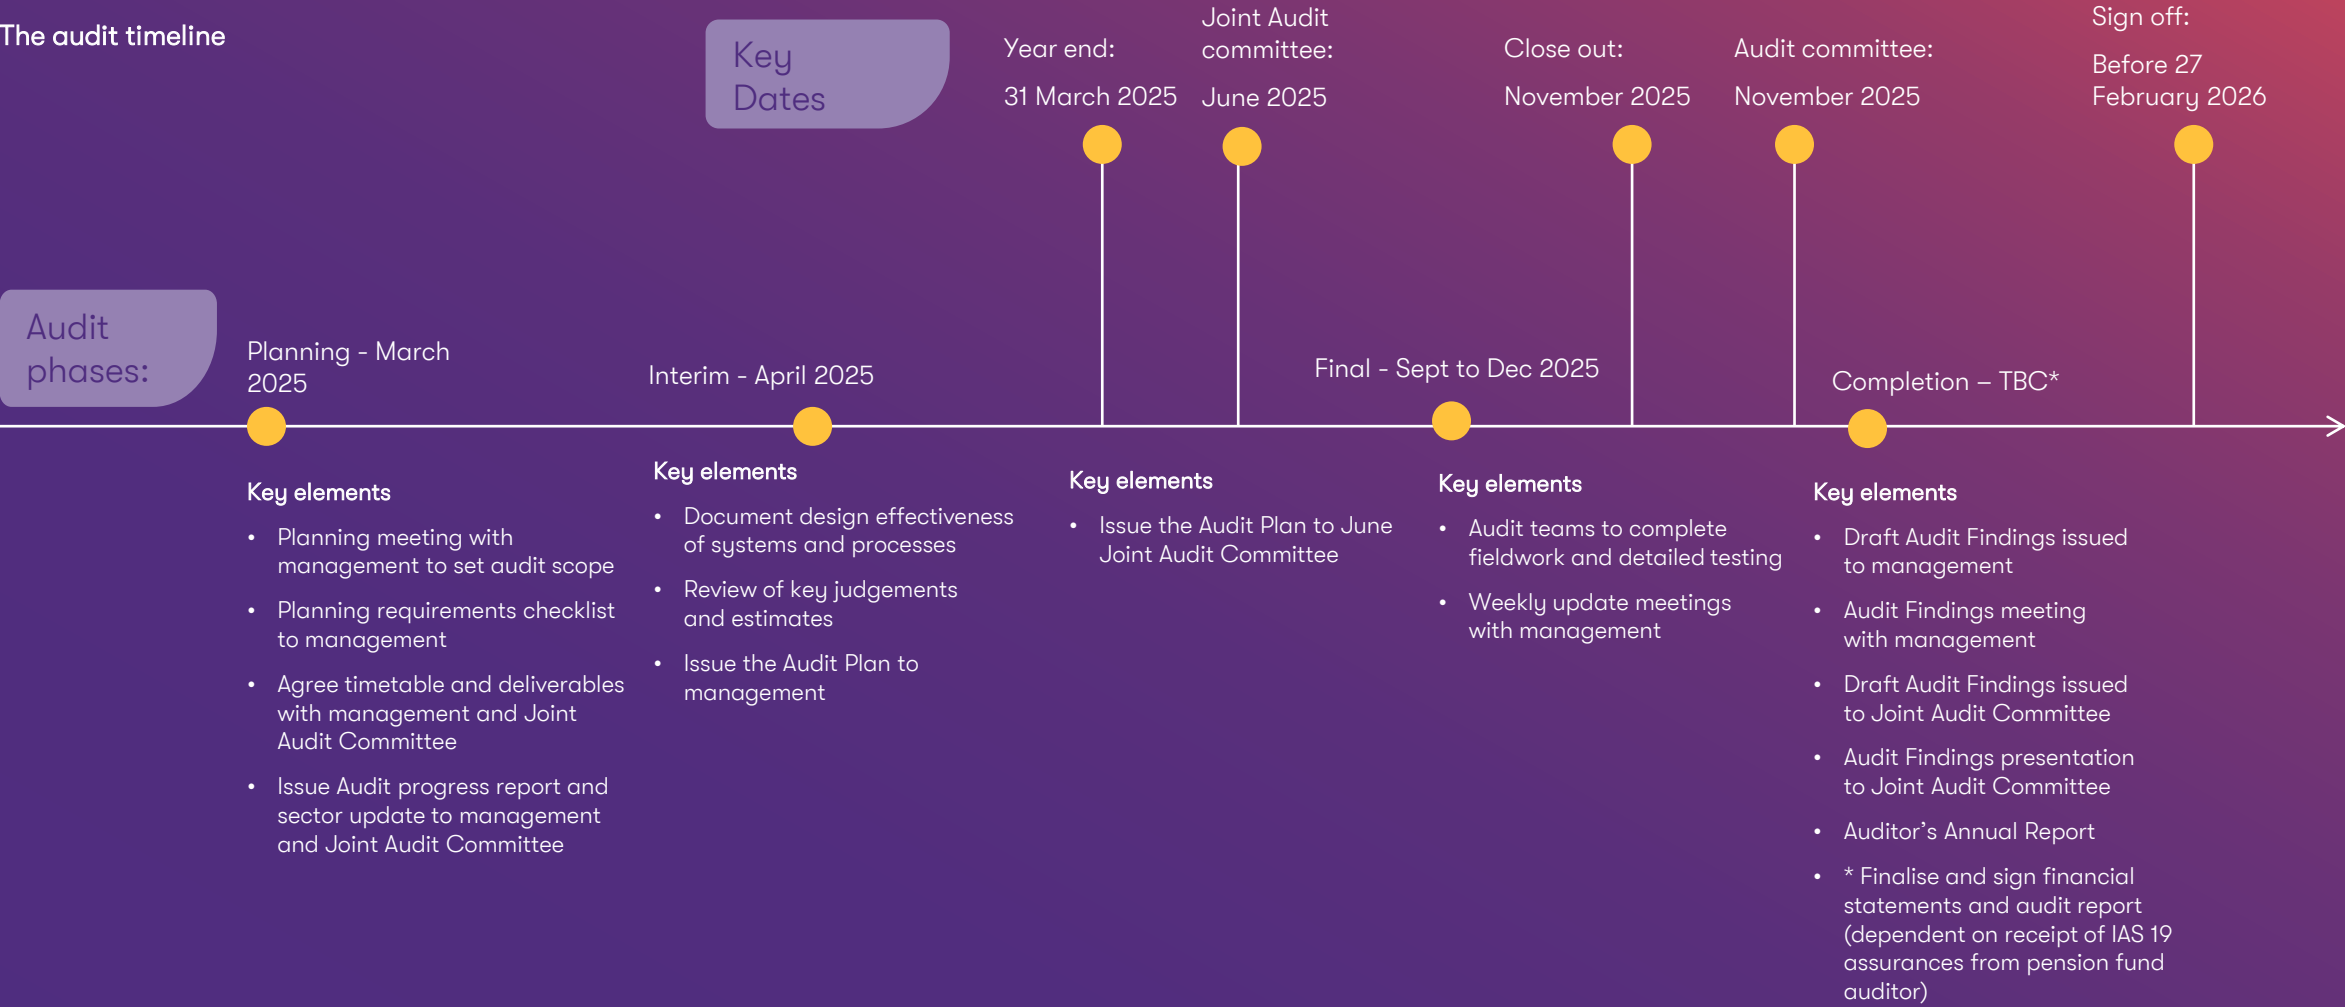 The audit timeline
Key
Dates
Year end:
31 March 2025
Joint Audit
committee:
June 2025
Close out:
November 2025
Audit committee:
November 2025
Sign off:
Before 27
February 2026
Audit
phases:
Planning - March
2025
Interim - April 2025
Final - Sept to Dec 2025
Completion – TBC*
Key elements
• Planning meeting with
management to set audit scope
• Planning requirements checklist
to management
• Agree timetable and deliverables
with management and Joint
Audit Committee
• Issue Audit progress report and
sector update to management
and Joint Audit Committee
Key elements
• Document design effectiveness
of systems and processes
• Review of key judgements
and estimates
• Issue the Audit Plan to
management
Key elements
• Issue the Audit Plan to June
Joint Audit Committee
Key elements
• Audit teams to complete
fieldwork and detailed testing
• Weekly update meetings
with management
Key elements
• Draft Audit Findings issued
to management
• Audit Findings meeting
with management
• Draft Audit Findings issued
to Joint Audit Committee
• Audit Findings presentation
to Joint Audit Committee
• Auditor’s Annual Report
• * Finalise and sign financial
statements and audit report
(dependent on receipt of IAS 19
assurances from pension fund
auditor)